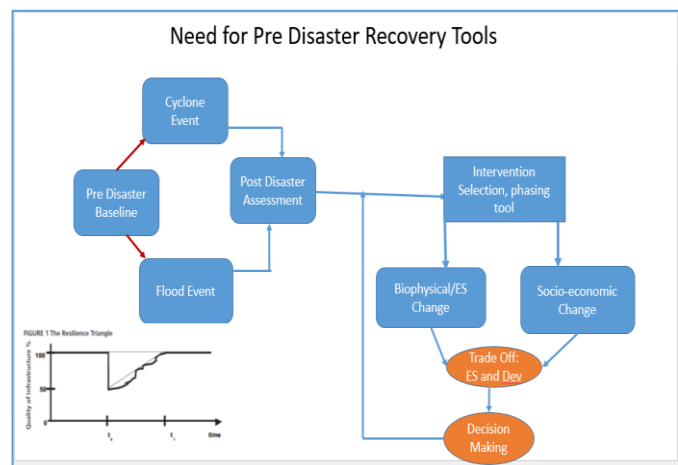 Need for Pre Disaster Recovery Tools
Cyclone
Event
Pre Disaster
Baseline
Post Disaster
Assessment
Flood Event
Intervention
Selection, phasing
tool
Biophysical/ES
Change
Socio-economic
Change
Trade Off:
ES and Dev
Decision
Making
FIGURE 1 The Resilience Triangle
Quality of Infrastructure %
100
50
0
t₀
time